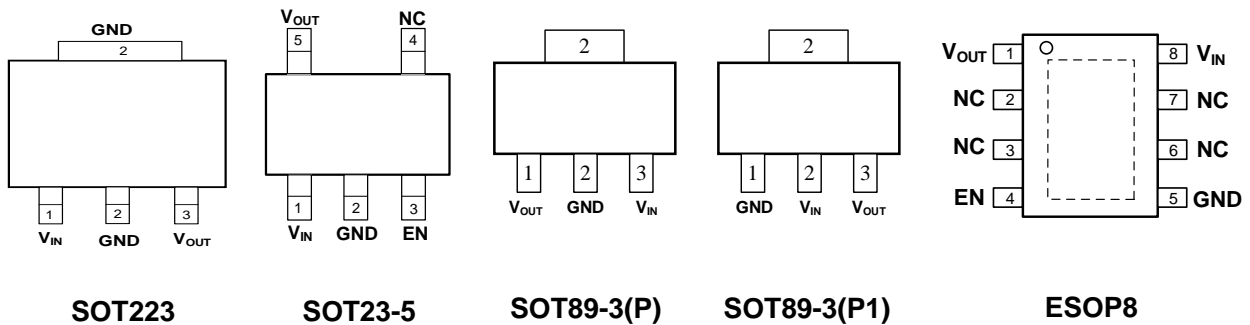 GND
2
1
2
3
VIN
GND
VOUT
SOT223
VOUT
NC
5
4
1
2
3
VIN
GND
EN
SOT23-5
2
1
2
3
VOUT
GND
VIN
SOT89-3(P)
2
1
2
3
GND
VIN
VOUT
SOT89-3(P1)
VOUT 1
8 VIN
NC 2
7 NC
NC 3
6 NC
EN 4
5 GND
ESOP8